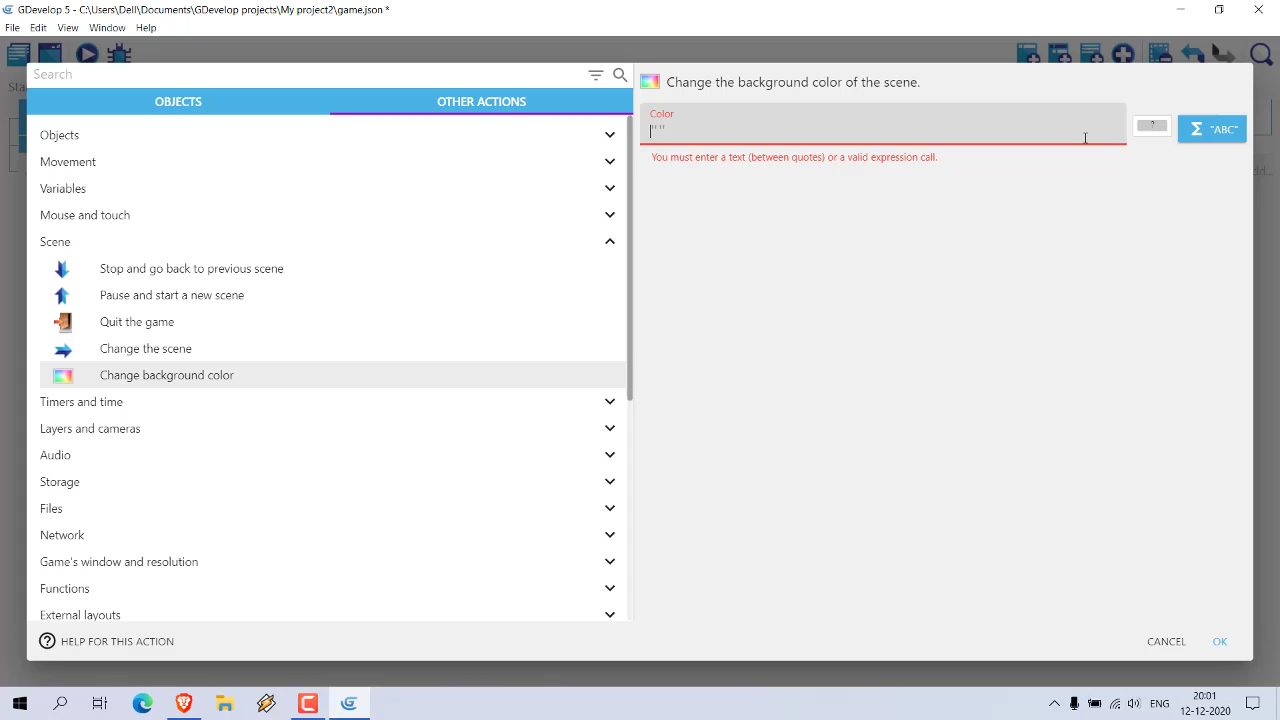 GDevelop 5 - C:\Users\Dell\Documents\GDevelop projects\My project2\game.json *
File Edit View Window Help
Search
OBJECTS OTHER ACTIONS
Objects
Movement
Variables
Mouse and touch
Scene
Stop and go back to previous scene
Pause and start a new scene
Quit the game
Change the scene
Change background color
Timers and time
Layers and cameras
Audio
Storage
Files
Network
Game's window and resolution
Functions
External layouts
? HELP FOR THIS ACTION
Change the background color of the scene.
Color
""
? Σ "ABC"
You must enter a text (between quotes) or a valid expression call.
CANCEL OK
ENG
20:01
12-12-2020